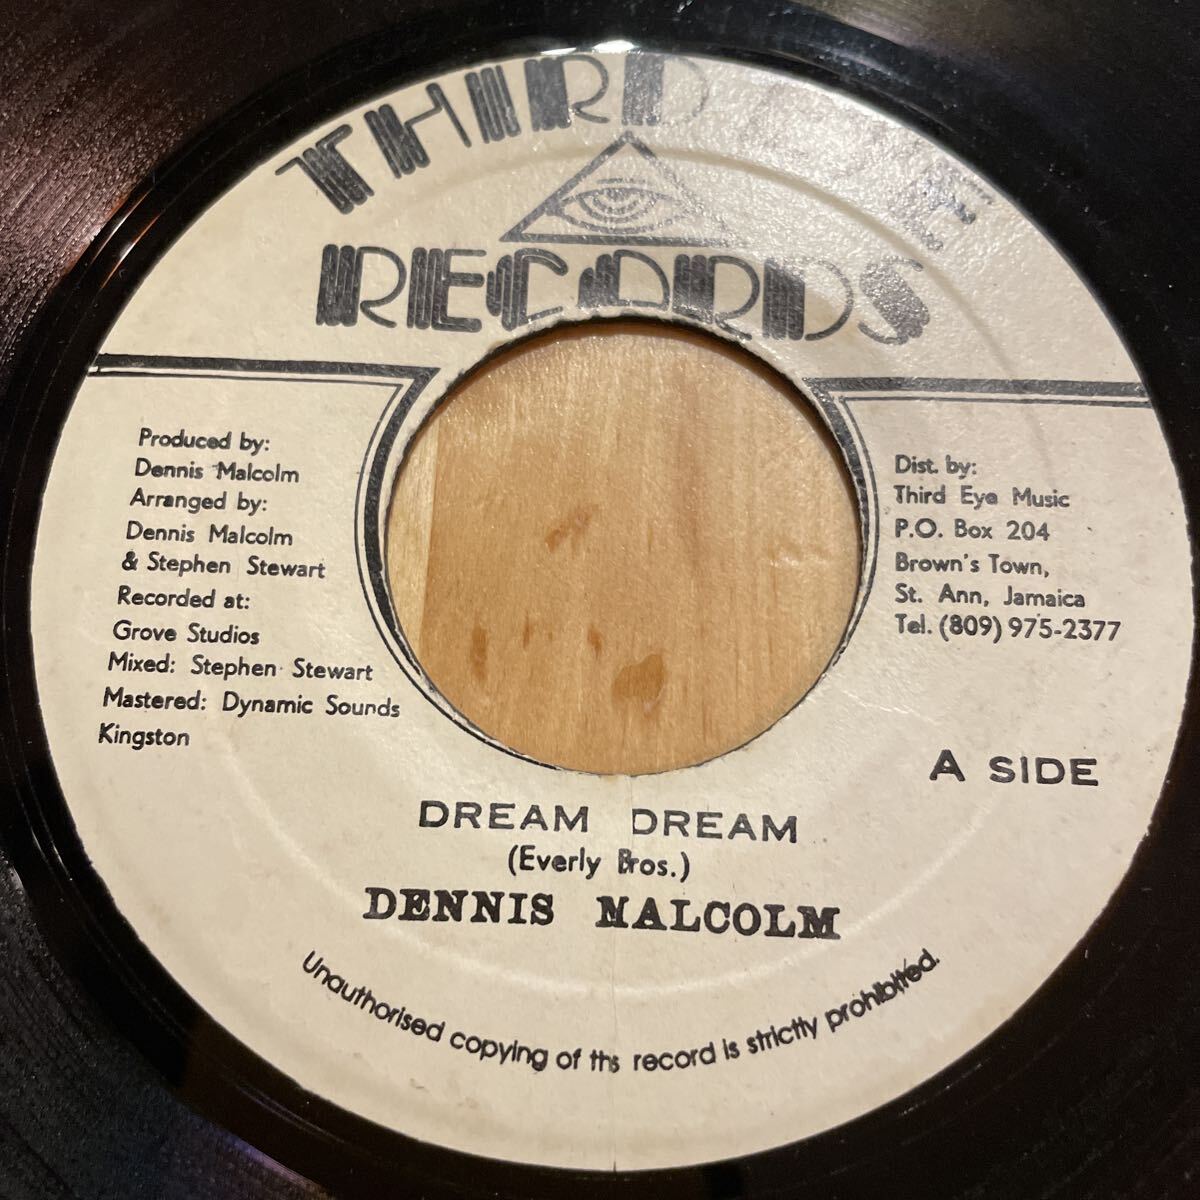 THIRD EYE
RECORDS
Produced by:
Dennis Malcolm
Arranged by:
Dennis Malcolm
& Stephen Stewart
Recorded at:
Grove Studios
Mixed: Stephen Stewart
Mastered: Dynamic Sounds
Kingston
Dist. by:
Third Eye Music
P.O. Box 204
Brown's Town,
St. Ann, Jamaica
Tel. (809) 975-2377
A SIDE
DREAM DREAM
(Everly Bros.)
DENNIS MALCOLM
Unauthorised copying of ths record is strictly prohibited.